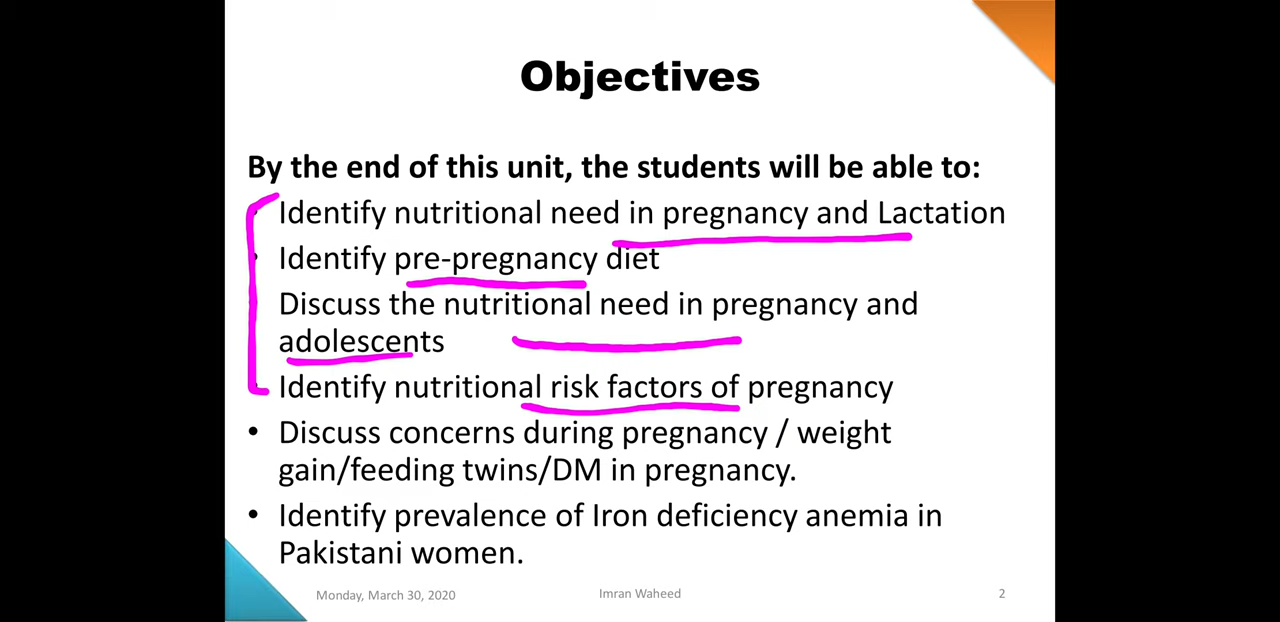 Objectives
By the end of this unit, the students will be able to:
Identify nutritional need in pregnancy and Lactation
• Identify pre-pregnancy diet
Discuss the nutritional need in pregnancy and
adolescents
Identify nutritional risk factors of pregnancy
• Discuss concerns during pregnancy / weight
gain/feeding twins/DM in pregnancy.
• Identify prevalence of Iron deficiency anemia in
Pakistani women.
Monday, March 30, 2020
Imran Waheed
2